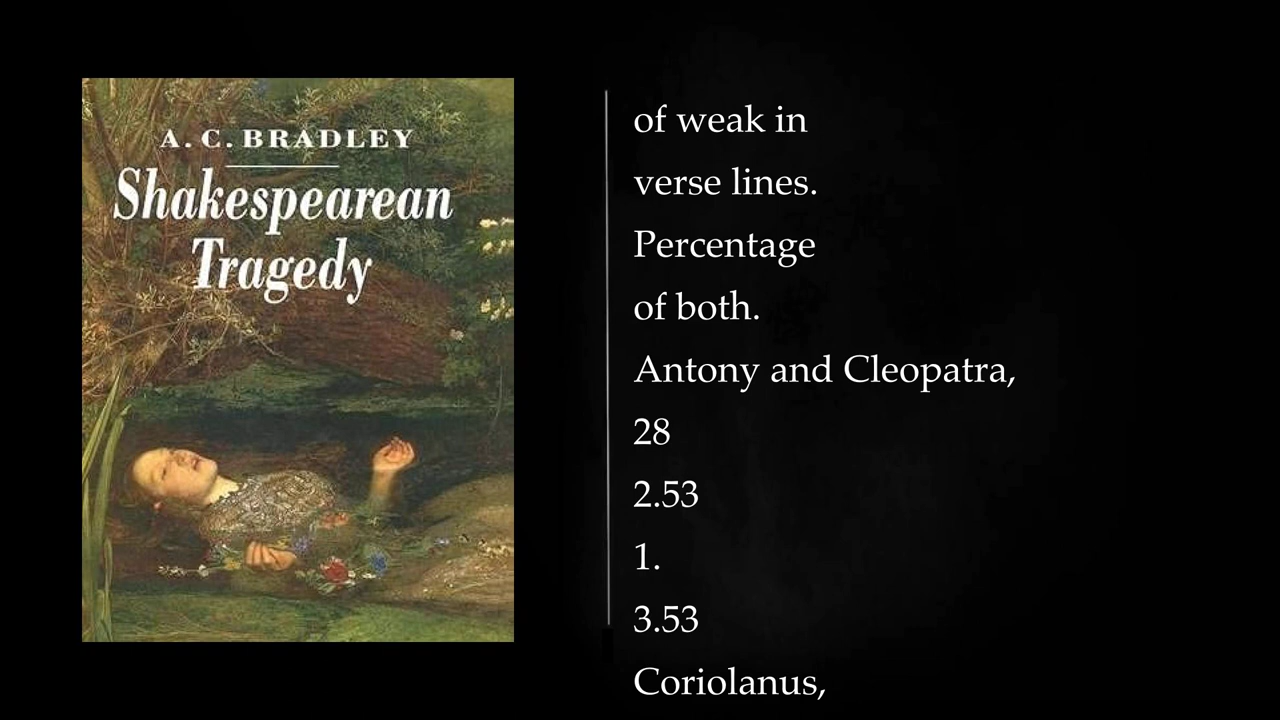 A. C. BRADLEY
Shakespearean
Tragedy
of weak in
verse lines.
Percentage
of both.
Antony and Cleopatra,
28
2.53
1.
3.53
Coriolanus,